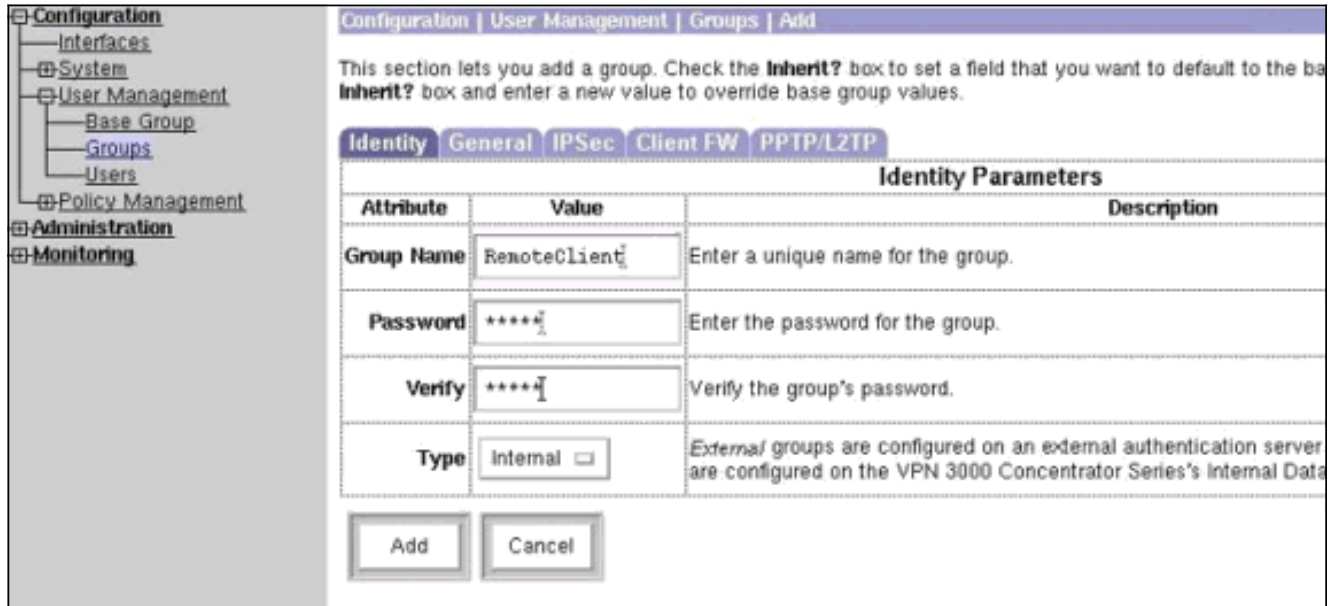 Configuration
Interfaces
System
User Management
Base Group
Groups
Users
Policy Management
Administration
Monitoring
Configuration | User Management | Groups | Add
This section lets you add a group. Check the Inherit? box to set a field that you want to default to the ba
Inherit? box and enter a new value to override base group values.
Identity General IPSec Client FW PPTP/L2TP
Identity Parameters
Attribute Value Description
Group Name RemoteClient Enter a unique name for the group.
Password ***** Enter the password for the group.
Verify ***** Verify the group's password.
Type Internal External groups are configured on an external authentication server
are configured on the VPN 3000 Concentrator Series's Internal Data
Add Cancel